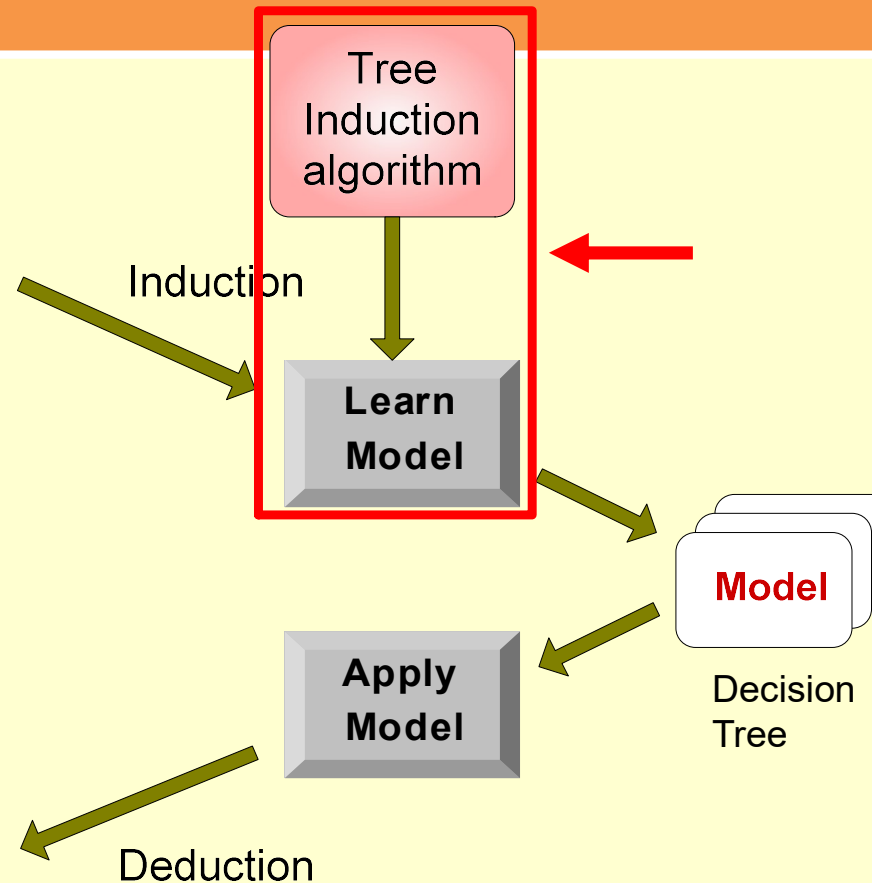 Tree
Induction
algorithm
Induction
Learn
Model
Model
Apply
Model
Decision
Tree
Deduction